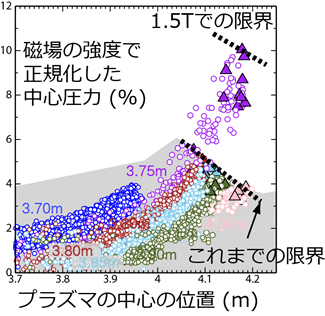 1.5Tでの限界
磁場の強度で
正規化した
中心圧力 (%)
12
10
8
6
4
2
0
3.75m
3.70m
3.80m
これまでの限界
3.7 3.8 3.9 4.0 4.1 4.2
プラズマの中心の位置 (m)